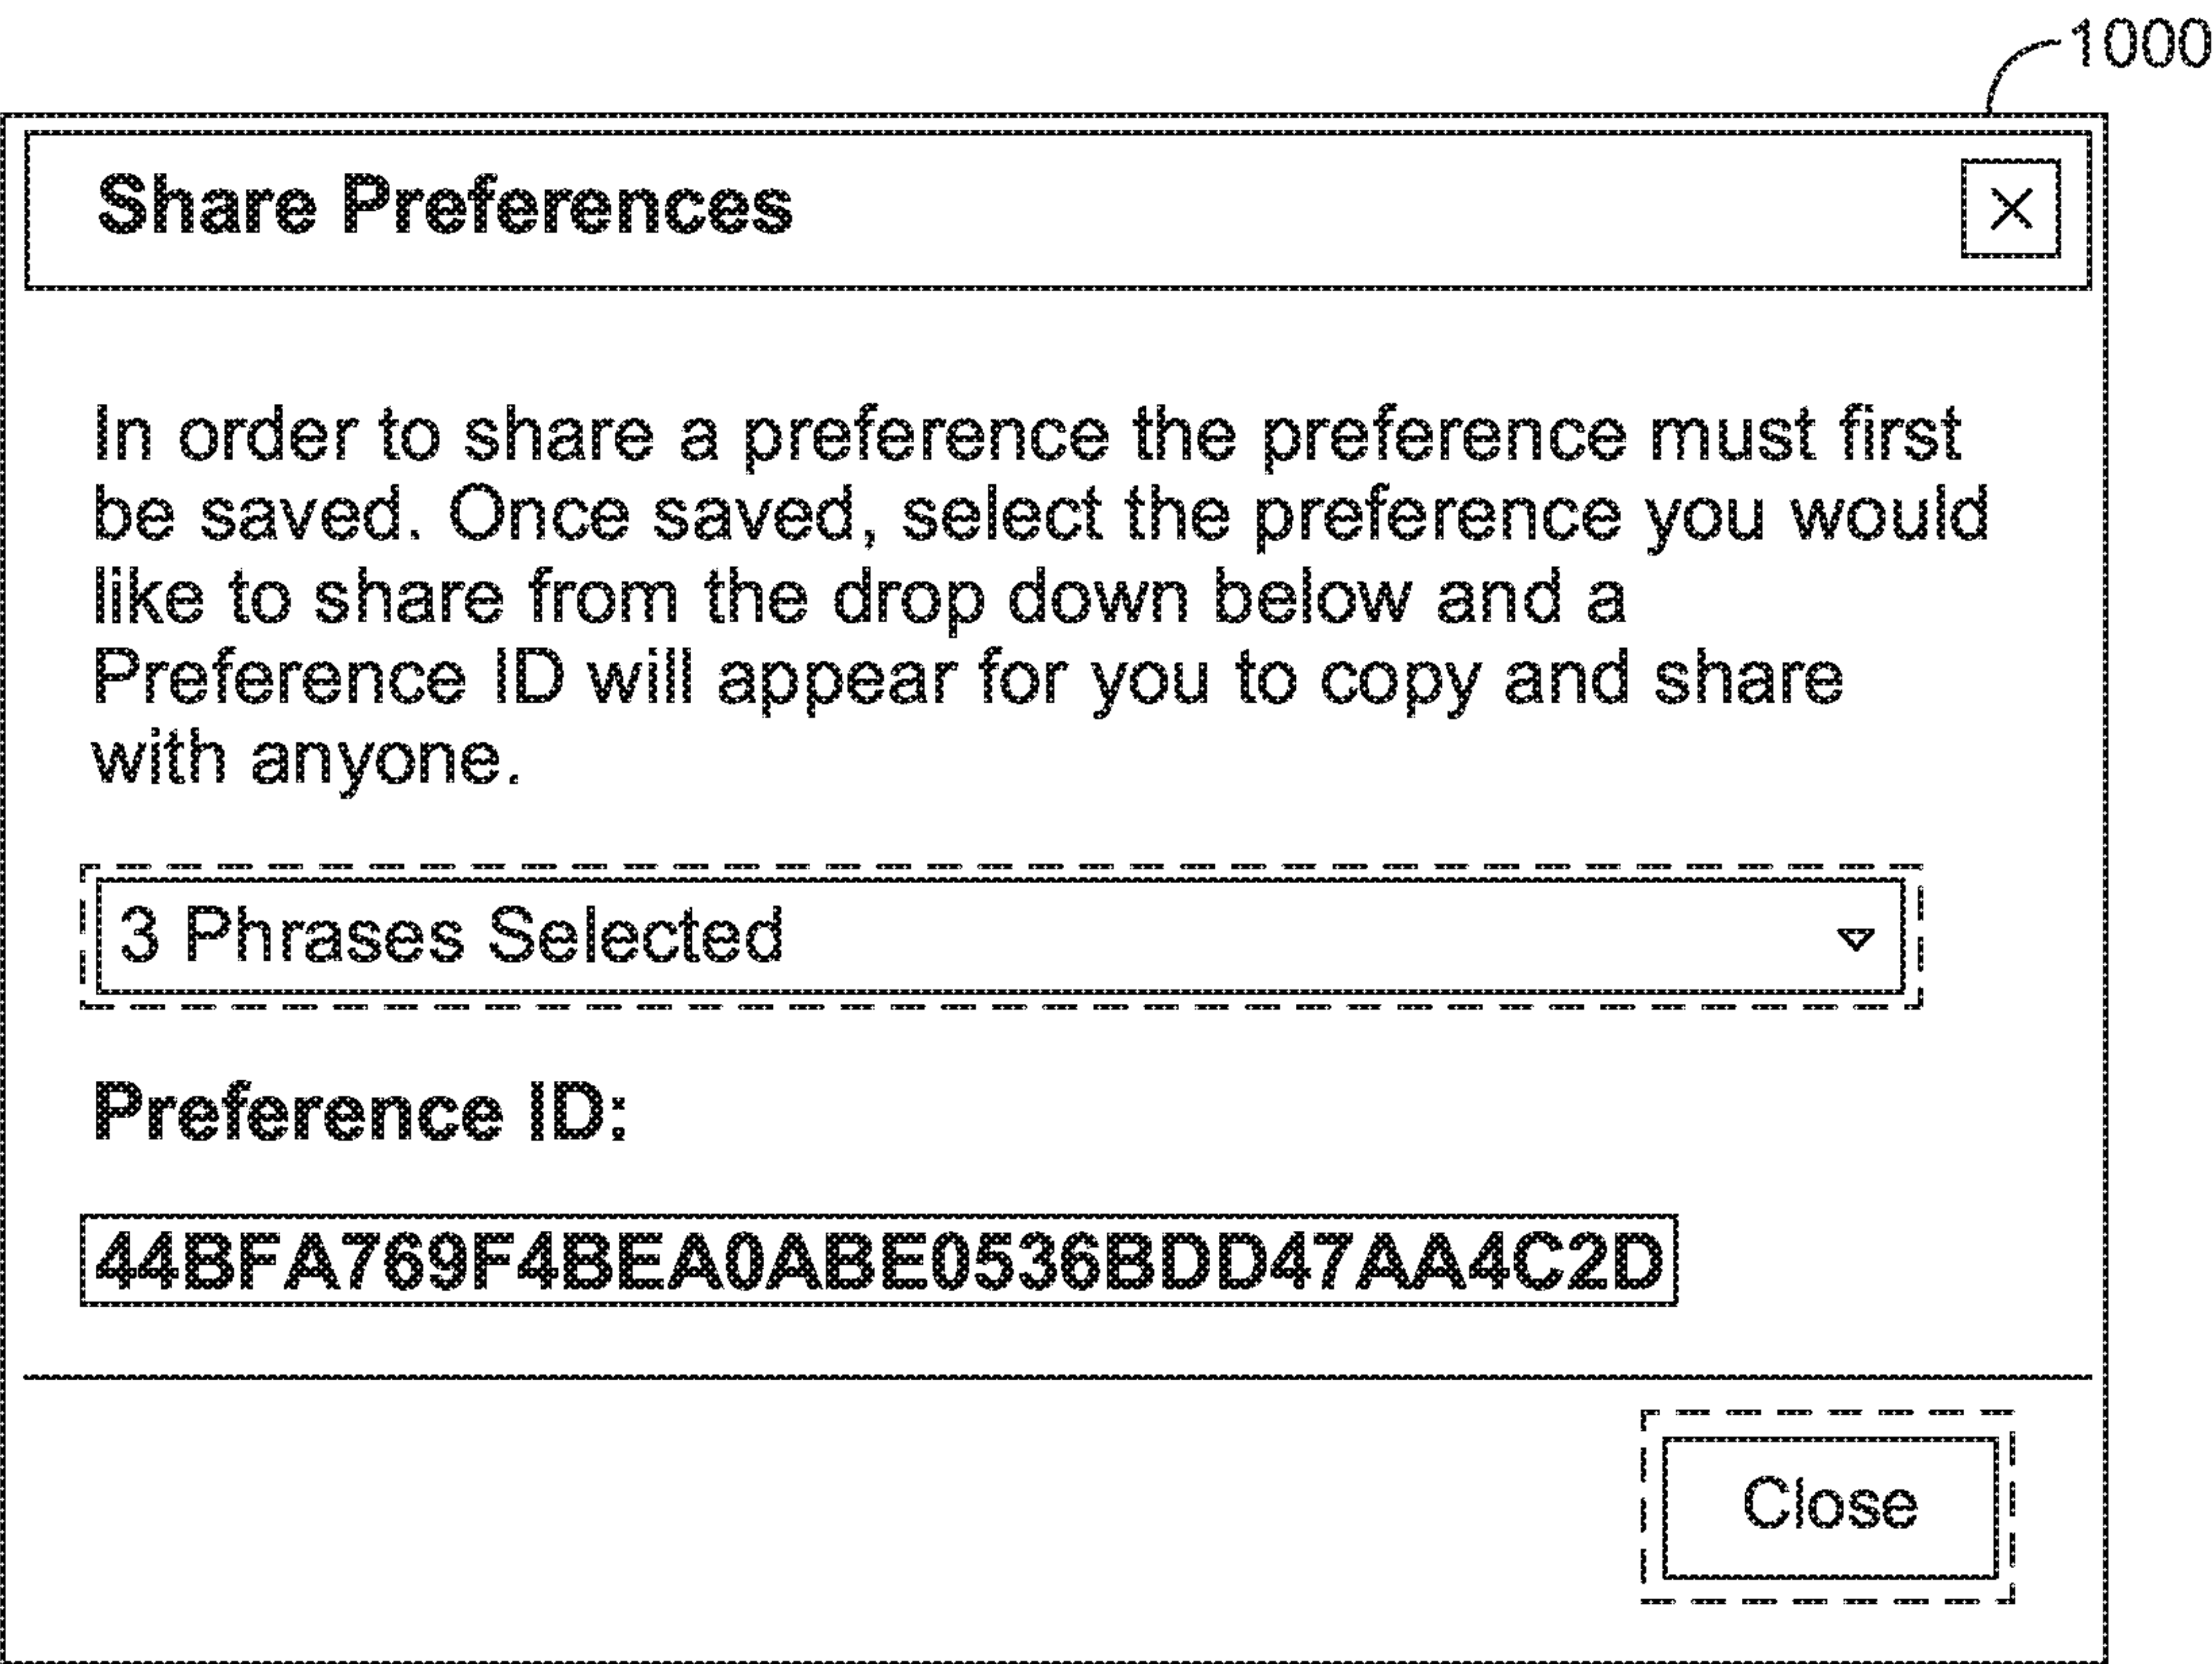 1000
Share Preferences
In order to share a preference the preference must first
be saved. Once saved, select the preference you would
like to share from the drop down below and a
Preference ID will appear for you to copy and share
with anyone.
3 Phrases Selected
Preference ID:
44BFA769F4BEA0ABE0536BDD47AA4C2D
Close